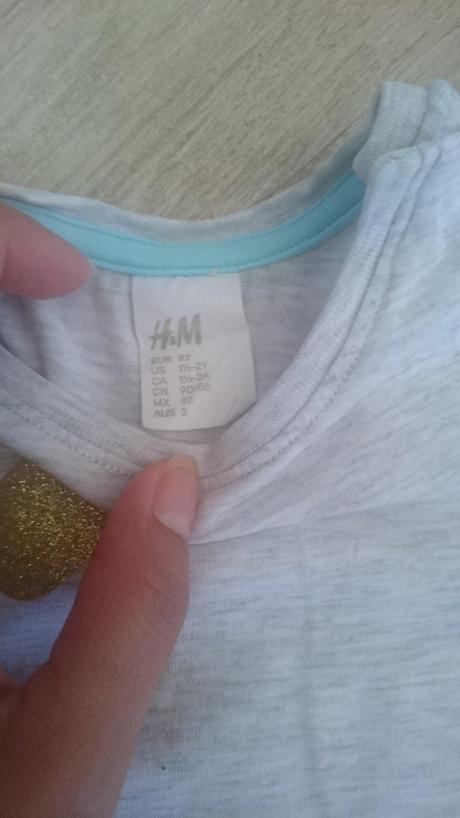 H&M
EUR 92
US 1½-2Y
CA 1½-2A
CN 90/56
MX 92
AUS 2